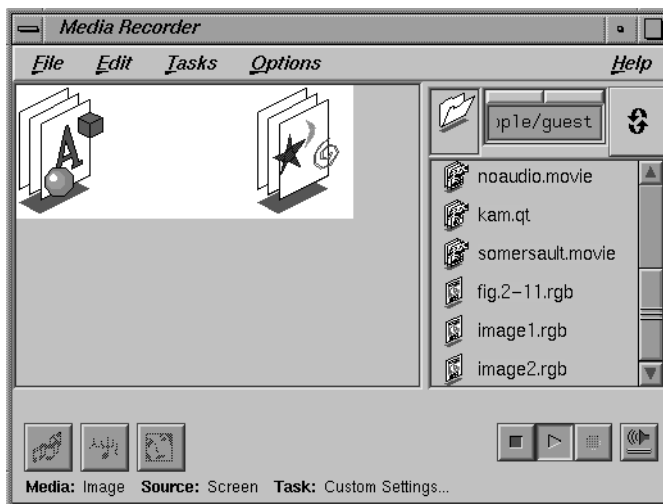 Media Recorder
File Edit Tasks Options Help
ople/guest
noaudio.movie
kam.qt
somersault.movie
fig.2-11.rgb
image1.rgb
image2.rgb
Media: Image Source: Screen Task: Custom Settings...